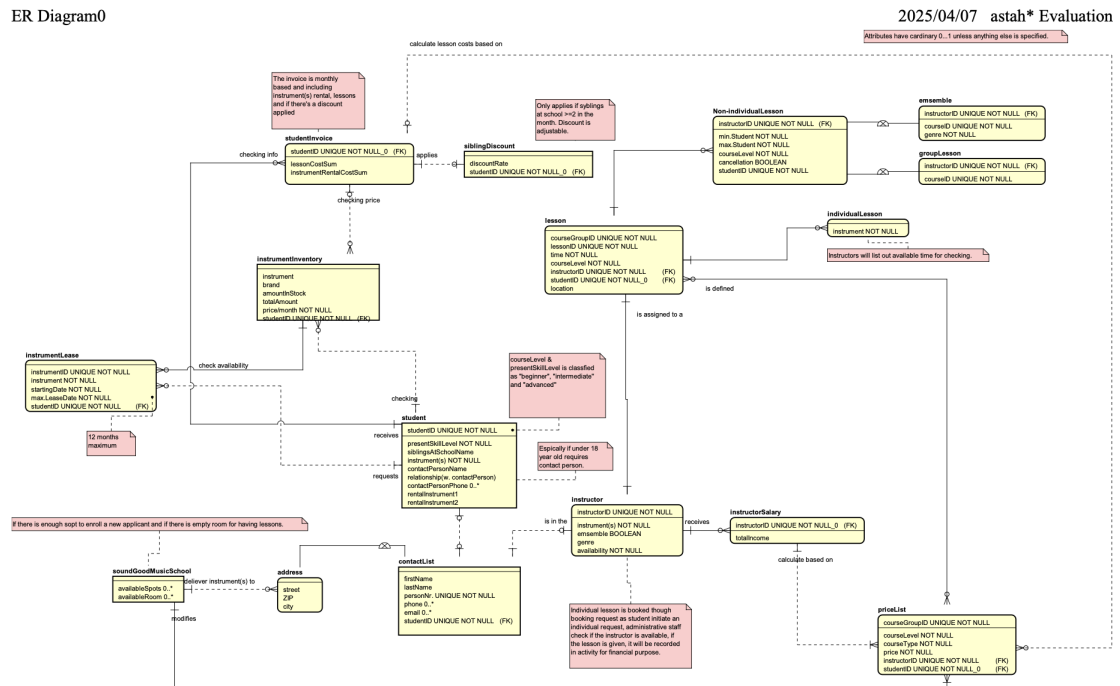 ER Diagram0
2025/04/07 astah* Evaluation
Attributes have cardinary 0...1 unless anything else is specified.
calculate lesson costs based on
The invoice is monthly
based and including
instrument(s) rental, lessons
and if there's a discount
applied
Only applies if syblings
at school >=2 in the
month. Discount is
adjustable.
studentInvoice
studentID UNIQUE NOT NULL_0 (FK)
lessonCostSum
instrumentRentalCostSum
checking info
applies
siblingDiscount
discountRate
studentID UNIQUE NOT NULL_0 (FK)
checking price
Non-individualLesson
instructorID UNIQUE NOT NULL (FK)
min.Student NOT NULL
max.Student NOT NULL
courseLevel NOT NULL
cancellation BOOLEAN
studentID UNIQUE NOT NULL
emsemble
instructorID UNIQUE NOT NULL (FK)
courseID UNIQUE NOT NULL
genre NOT NULL
groupLesson
instructorID UNIQUE NOT NULL (FK)
courseID UNIQUE NOT NULL
individualLesson
instrument NOT NULL
Instructors will list out available time for checking.
lesson
courseGroupID UNIQUE NOT NULL
lessonID UNIQUE NOT NULL
time NOT NULL
courseLevel NOT NULL
instructorID UNIQUE NOT NULL (FK)
studentID UNIQUE NOT NULL_0 (FK)
location
is defined
is assigned to a
instrumentInventory
instrument
brand
amountInStock
totalAmount
price/month NOT NULL
studentID UNIQUE NOT NULL (FK)
instrumentLease
instrumentID UNIQUE NOT NULL
instrument NOT NULL
startingDate NOT NULL
max.LeaseDate NOT NULL
studentID UNIQUE NOT NULL (FK)
check availability
12 months
maximum
courseLevel &
presentSkillLevel is classfied
as "beginner", "intermediate"
and "advanced"
checking
student
studentID UNIQUE NOT NULL
presentSkillLevel NOT NULL
siblingsAtSchoolName
instrument(s) NOT NULL
contactPersonName
relationship(w. contactPerson)
contactPersonPhone 0..*
rentalInstrument1
rentalInstrument2
receives
requests
Espically if under 18
year old requires
contact person.
If there is enough sopt to enroll a new applicant and if there is empty room for having lessons.
instructor
instructorID UNIQUE NOT NULL
instrument(s) NOT NULL
emsemble BOOLEAN
genre
availability NOT NULL
is in the
receives
instructorSalary
instructorID UNIQUE NOT NULL_0 (FK)
totalIncome
calculate based on
soundGoodMusicSchool
availableSpots 0..*
availableRoom 0..*
deliever instrument(s) to
modifies
address
street
ZIP
city
contactList
firstName
lastName
personNr. UNIQUE NOT NULL
phone 0..*
email 0..*
studentID UNIQUE NOT NULL (FK)
Individual lesson is booked though
booking request as student initiate an
individual request, administrative staff
check if the instructor is available, if
the lesson is given, it will be recorded
in activity for financial purpose.
priceList
courseGroupID UNIQUE NOT NULL
courseLevel NOT NULL
courseType NOT NULL
price NOT NULL
instructorID UNIQUE NOT NULL (FK)
studentID UNIQUE NOT NULL_0 (FK)